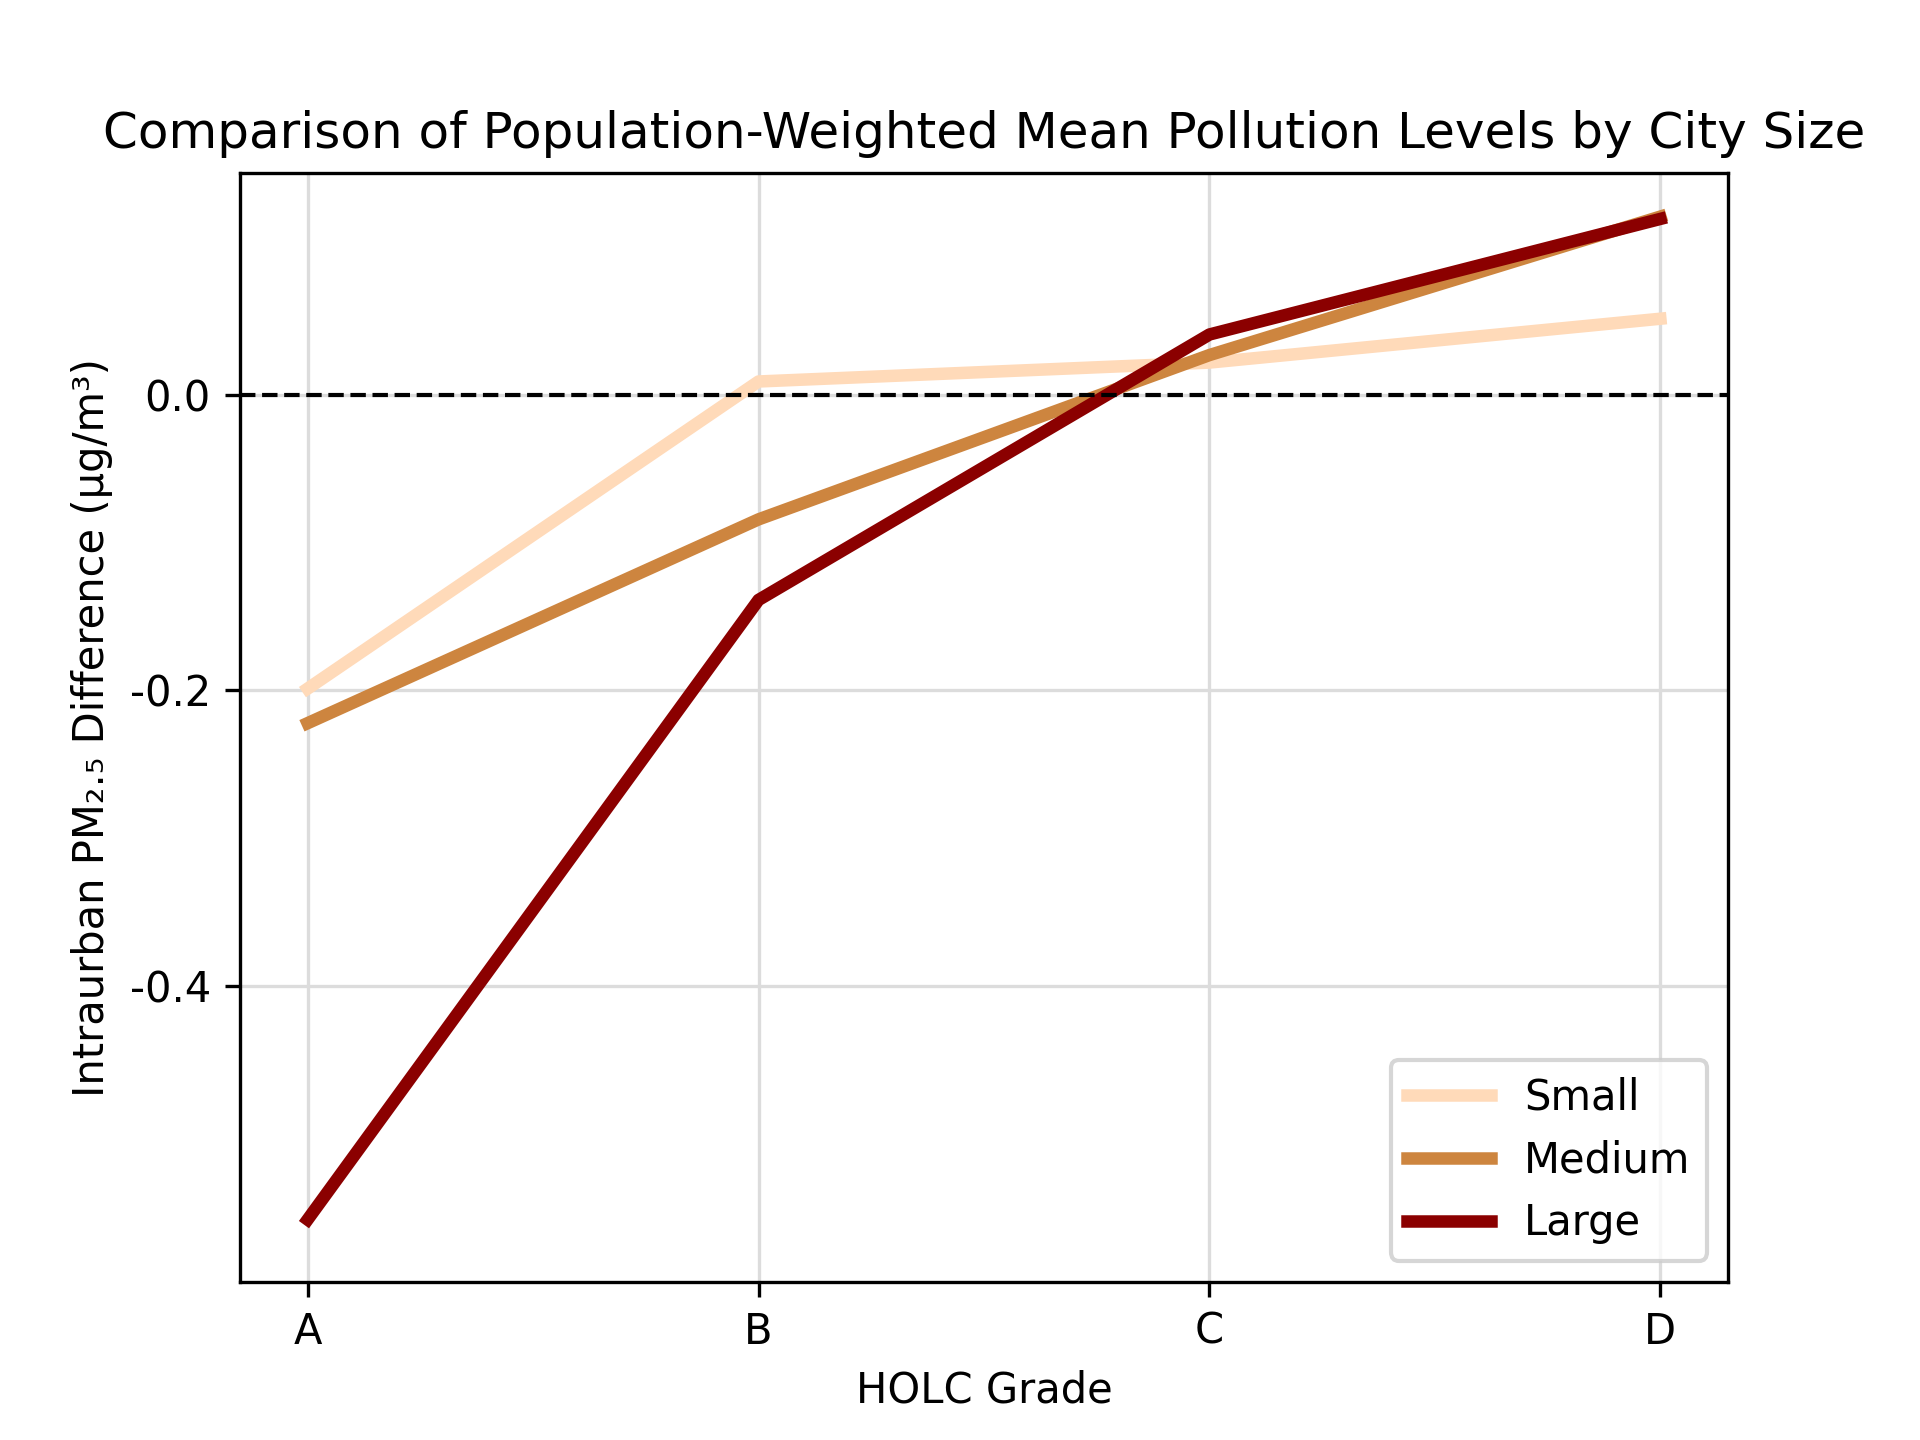 Comparison of Population-Weighted Mean Pollution Levels by City Size
Intraurban PM₂.₅ Difference (µg/m³)
0.0
-0.2
-0.4
Small
Medium
Large
A B C D
HOLC Grade